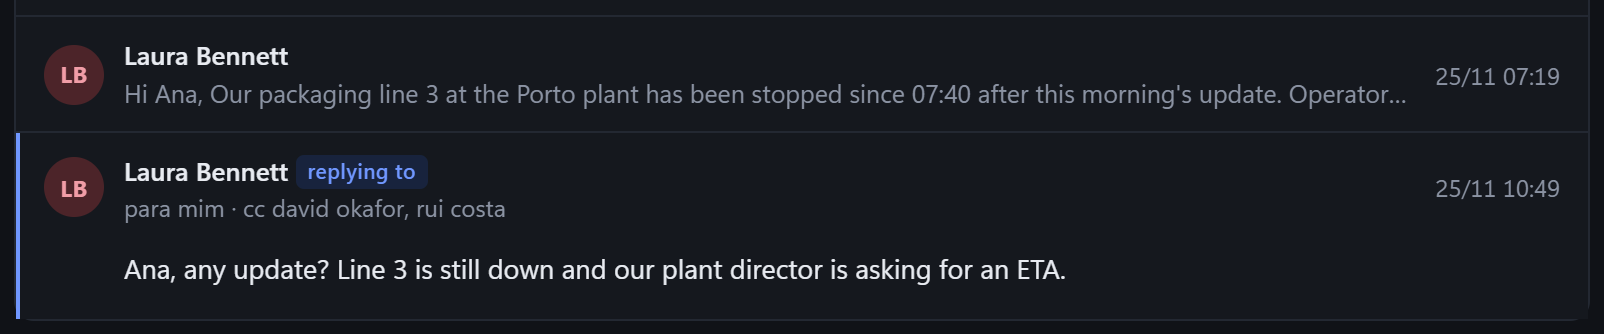 LB
Laura Bennett
25/11 07:19
Hi Ana, Our packaging line 3 at the Porto plant has been stopped since 07:40 after this morning's update. Operator...
LB
Laura Bennett replying to
25/11 10:49
para mim · cc david okafor, rui costa
Ana, any update? Line 3 is still down and our plant director is asking for an ETA.